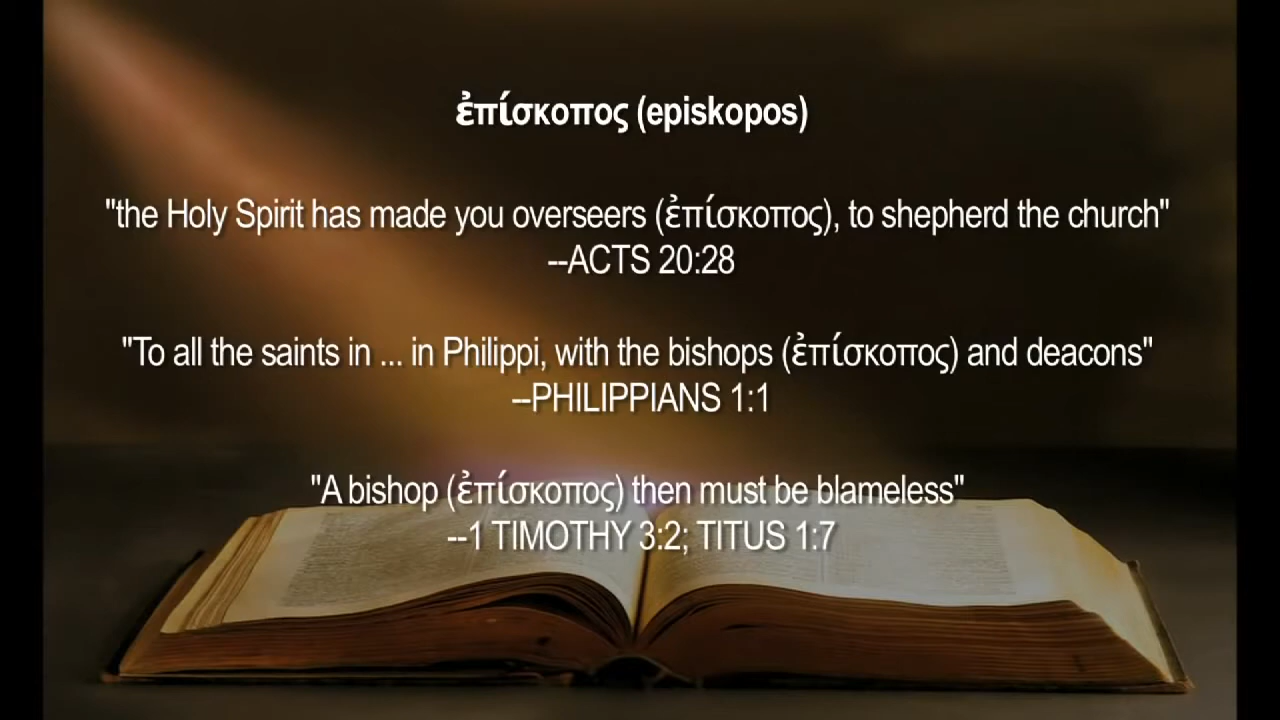 ἐπίσκοπος (episkopos)
"the Holy Spirit has made you overseers (ἐπίσκοπος), to shepherd the church"
--ACTS 20:28
"To all the saints in ... in Philippi, with the bishops (ἐπίσκοπος) and deacons"
--PHILIPPIANS 1:1
"A bishop (ἐπίσκοπος) then must be blameless"
--1 TIMOTHY 3:2; TITUS 1:7